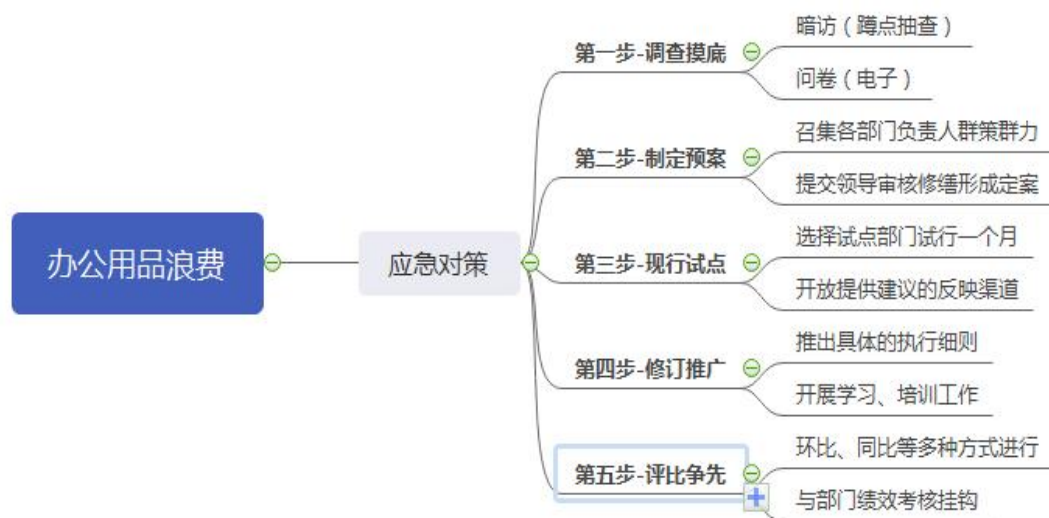 办公用品浪费
应急对策
第一步-调查摸底
暗访（蹲点抽查）
问卷（电子）
第二步-制定预案
召集各部门负责人群策群力
提交领导审核修缮形成定案
第三步-现行试点
选择试点部门试行一个月
开放提供建议的反映渠道
第四步-修订推广
推出具体的执行细则
开展学习、培训工作
第五步-评比争先
环比、同比等多种方式进行
与部门绩效考核挂钩